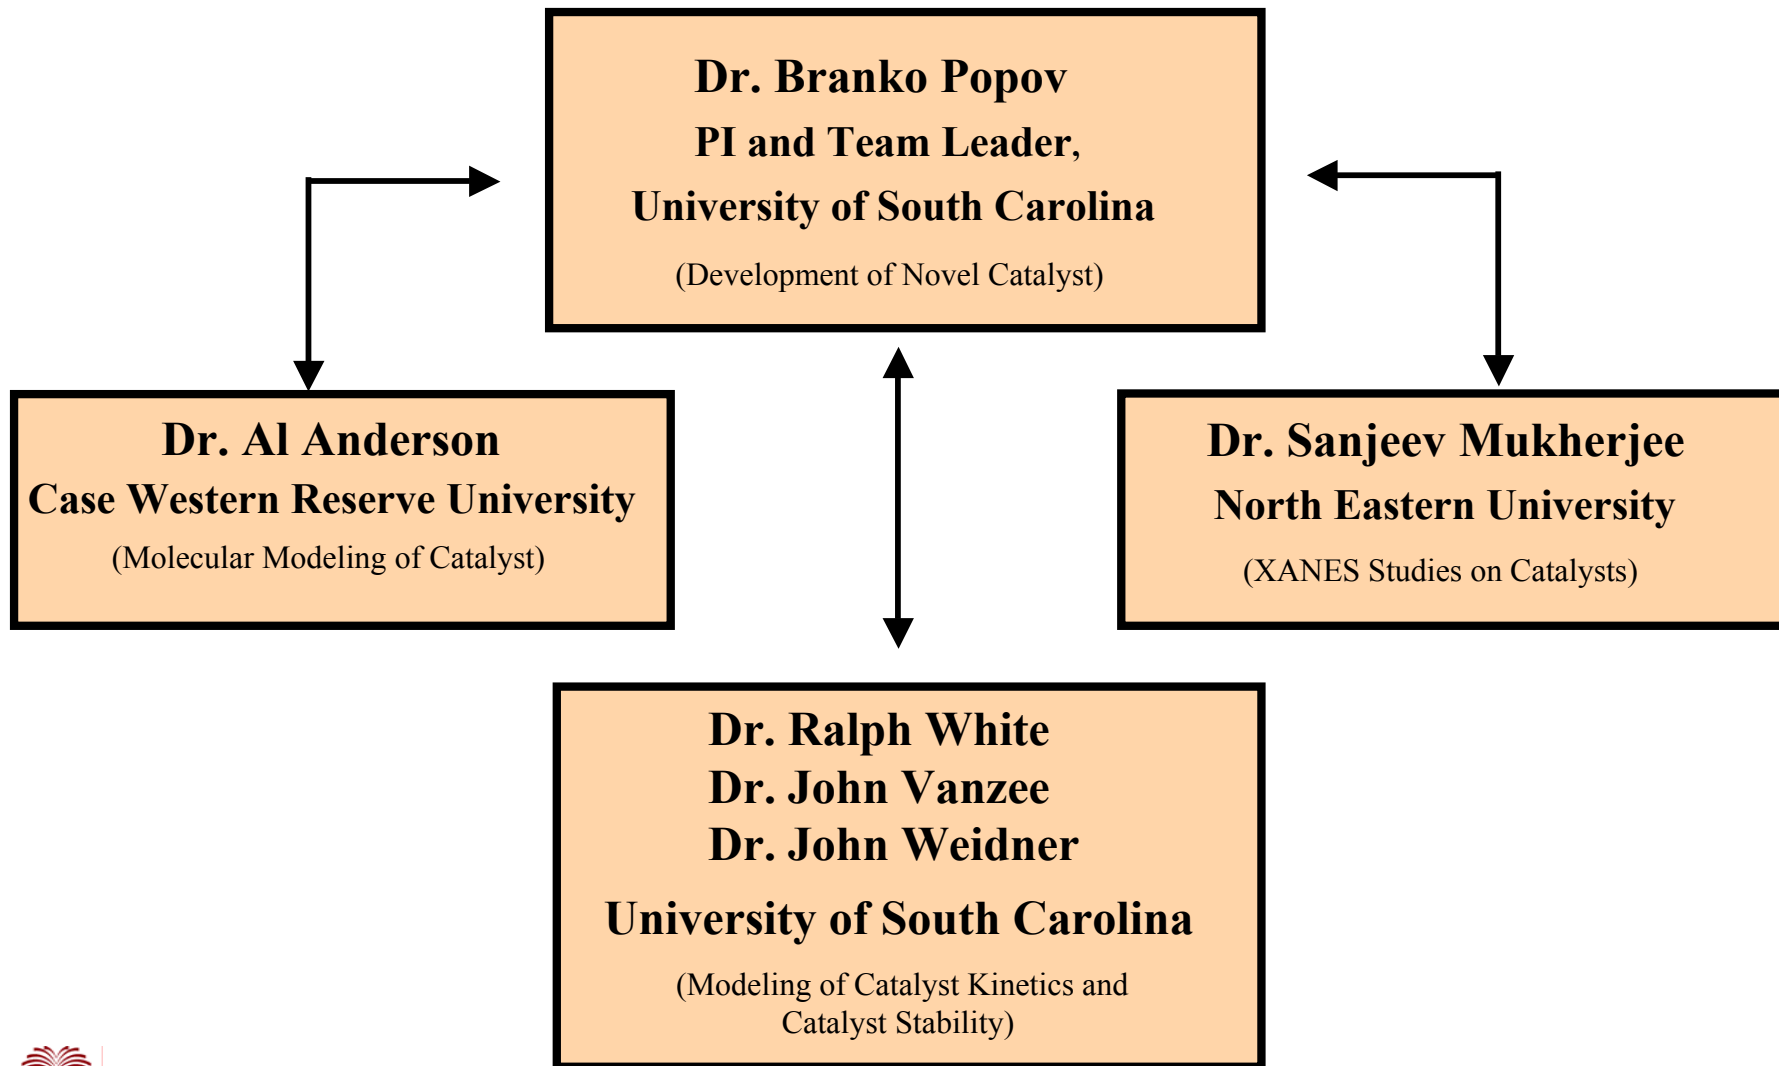 Dr. Branko Popov
PI and Team Leader,
University of South Carolina
(Development of Novel Catalyst)
Dr. Al Anderson
Case Western Reserve University
(Molecular Modeling of Catalyst)
Dr. Sanjeev Mukherjee
North Eastern University
(XANES Studies on Catalysts)
Dr. Ralph White
Dr. John Vanzee
Dr. John Weidner
University of South Carolina
(Modeling of Catalyst Kinetics and
Catalyst Stability)